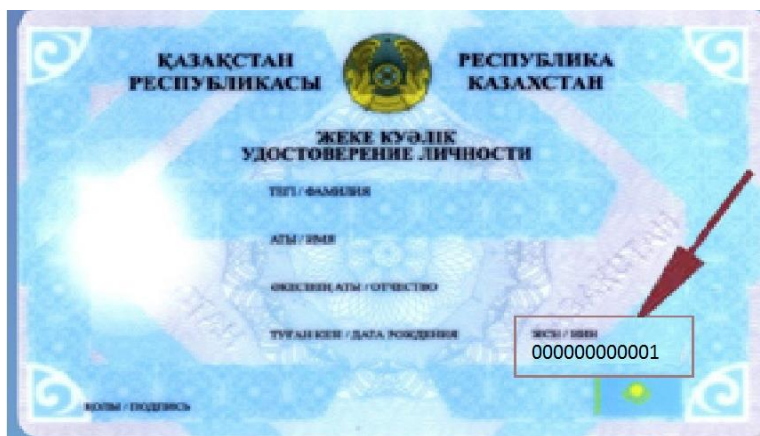 ҚАЗАҚСТАН
РЕСПУБЛИКАСЫ
РЕСПУБЛИКА
КАЗАХСТАН
ЖЕКЕ КУӘЛІК
УДОСТОВЕРЕНИЕ ЛИЧНОСТИ
ТЕГІ / ФАМИЛИЯ
АТЫ / ИМЯ
ӘКЕСІНІҢ АТЫ / ОТЧЕСТВО
ТУҒАН КҮНІ / ДАТА РОЖДЕНИЯ
ЖСН / ИИН
000000000001
ҚОЛЫ / ПОДПИСЬ